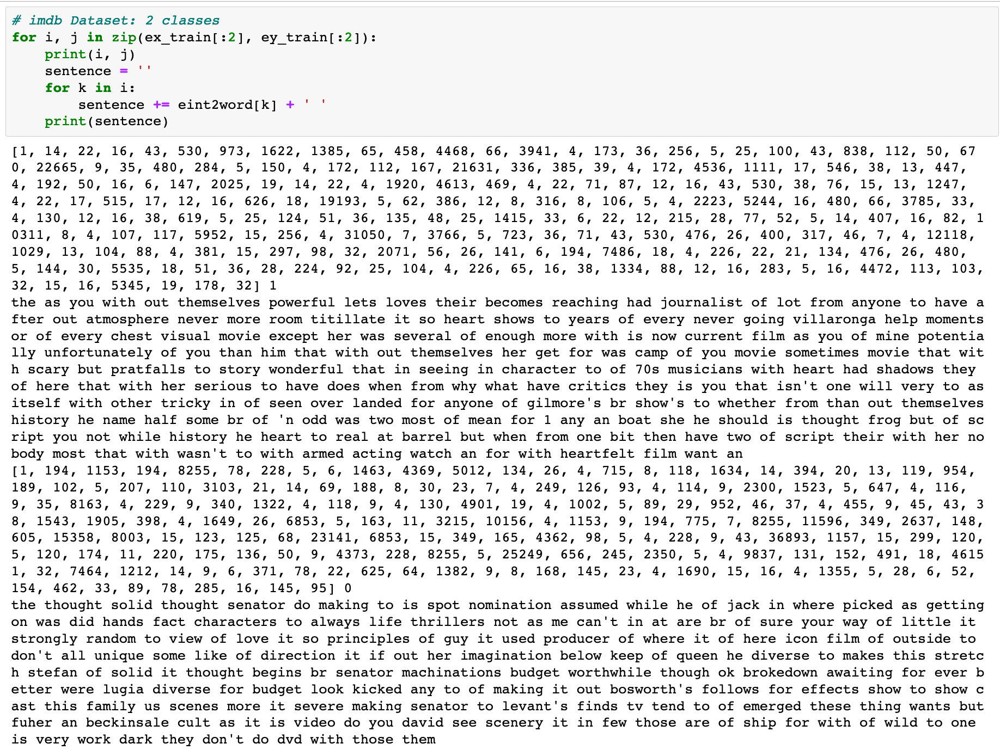 # imdb Dataset: 2 classes
for i, j in zip(ex_train[:2], ey_train[:2]):
    print(i, j)
    sentence = ''
    for k in i:
        sentence += eint2word[k] + ' '
    print(sentence)
[1, 14, 22, 16, 43, 530, 973, 1622, 1385, 65, 458, 4468, 66, 3941, 4, 173, 36, 256, 5, 25, 100, 43, 838, 112, 50, 67
0, 22665, 9, 35, 480, 284, 5, 150, 4, 172, 112, 167, 21631, 336, 385, 39, 4, 172, 4536, 1111, 17, 546, 38, 13, 447,
4, 192, 50, 16, 6, 147, 2025, 19, 14, 22, 4, 1920, 4613, 469, 4, 22, 71, 87, 12, 16, 43, 530, 38, 76, 15, 13, 1247,
4, 22, 17, 515, 17, 12, 16, 626, 18, 19193, 5, 62, 386, 12, 8, 316, 8, 106, 5, 4, 2223, 5244, 16, 480, 66, 3785, 33,
4, 130, 12, 16, 38, 619, 5, 25, 124, 51, 36, 135, 48, 25, 1415, 33, 6, 22, 12, 215, 28, 77, 52, 5, 14, 407, 16, 82, 1
0311, 8, 4, 107, 117, 5952, 15, 256, 4, 31050, 7, 3766, 5, 723, 36, 71, 43, 530, 476, 26, 400, 317, 46, 7, 4, 12118,
1029, 13, 104, 88, 4, 381, 15, 297, 98, 32, 2071, 56, 26, 141, 6, 194, 7486, 18, 4, 226, 22, 21, 134, 476, 26, 480,
5, 144, 30, 5535, 18, 51, 36, 28, 224, 92, 25, 104, 4, 226, 65, 16, 38, 1334, 88, 12, 16, 283, 5, 16, 4472, 113, 103,
32, 15, 16, 5345, 19, 178, 32] 1
the as you with out themselves powerful lets loves their becomes reaching had journalist of lot from anyone to have a
fter out atmosphere never more room titillate it so heart shows to years of every never going villaronga help moments
or of every chest visual movie except her was several of enough more with is now current film as you of mine potentia
lly unfortunately of you than him that with out themselves her get for was camp of you movie sometimes movie that wit
h scary but pratfalls to story wonderful that in seeing in character to of 70s musicians with heart had shadows they
of here that with her serious to have does when from why what have critics they is you that isn't one will very to as
itself with other tricky in of seen over landed for anyone of gilmore's br show's to whether from than out themselves
history he name half some br of 'n odd was two most of mean for 1 any an boat she he should is thought frog but of sc
ript you not while history he heart to real at barrel but when from one bit then have two of script their with her no
body most that with wasn't to with armed acting watch an for with heartfelt film want an
[1, 194, 1153, 194, 8255, 78, 228, 5, 6, 1463, 4369, 5012, 134, 26, 4, 715, 8, 118, 1634, 14, 394, 20, 13, 119, 954,
189, 102, 5, 207, 110, 3103, 21, 14, 69, 188, 8, 30, 23, 7, 4, 249, 126, 93, 4, 114, 9, 2300, 1523, 5, 647, 4, 116,
9, 35, 8163, 4, 229, 9, 340, 1322, 4, 118, 9, 4, 130, 4901, 19, 4, 1002, 5, 89, 29, 952, 46, 37, 4, 455, 9, 45, 43, 3
8, 1543, 1905, 398, 4, 1649, 26, 6853, 5, 163, 11, 3215, 10156, 4, 1153, 9, 194, 775, 7, 8255, 11596, 349, 2637, 148,
605, 15358, 8003, 15, 123, 125, 68, 23141, 6853, 15, 349, 165, 4362, 98, 5, 4, 228, 9, 43, 36893, 1157, 15, 299, 120,
5, 120, 174, 11, 220, 175, 136, 50, 9, 4373, 228, 8255, 5, 25249, 656, 245, 2350, 5, 4, 9837, 131, 152, 491, 18, 4615
1, 32, 7464, 1212, 14, 9, 6, 371, 78, 22, 625, 64, 1382, 9, 8, 168, 145, 23, 4, 1690, 15, 16, 4, 1355, 5, 28, 6, 52,
154, 462, 33, 89, 78, 285, 16, 145, 95] 0
the thought solid thought senator do making to is spot nomination assumed while he of jack in where picked as getting
on was did hands fact characters to always life thrillers not as me can't in at are br of sure your way of little it
strongly random to view of love it so principles of guy it used producer of where it of here icon film of outside to
don't all unique some like of direction it if out her imagination below keep of queen he diverse to makes this stretc
h stefan of solid it thought begins br senator machinations budget worthwhile though ok brokedown awaiting for ever b
etter were lugia diverse for budget look kicked any to of making it out bosworth's follows for effects show to show c
ast this family us scenes more it severe making senator to levant's finds tv tend to of emerged these thing wants but
fuher an beckinsale cult as it is video do you david see scenery it in few those are of ship for with of wild to one
is very work dark they don't do dvd with those them